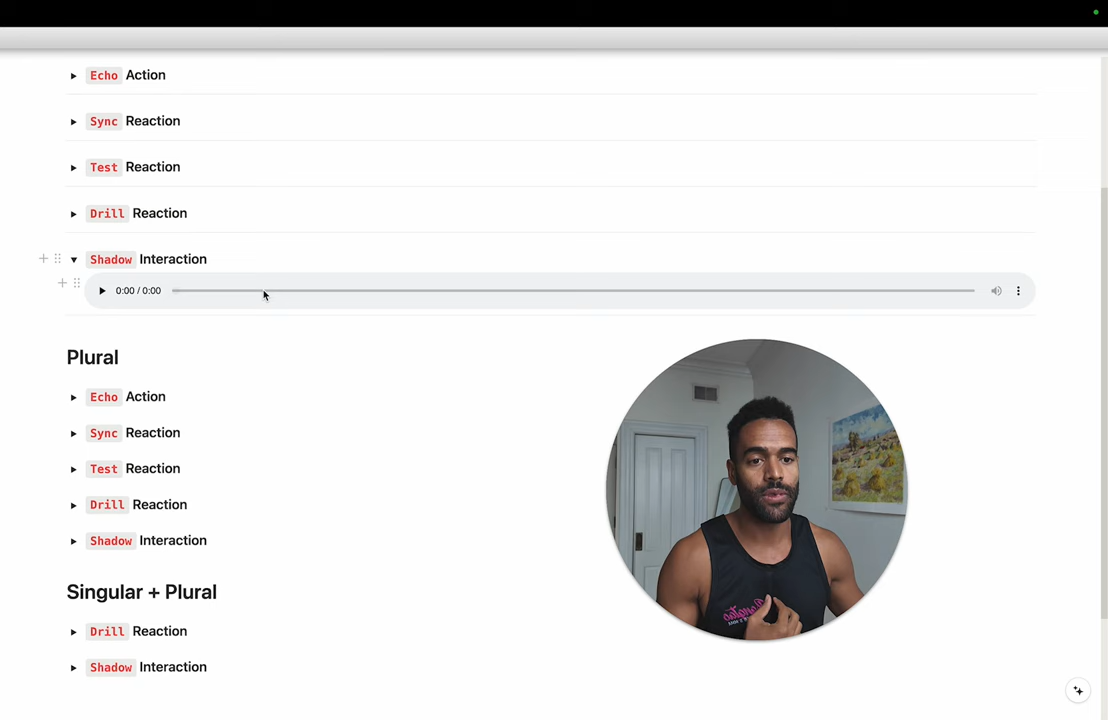 Echo Action
Sync Reaction
Test Reaction
Drill Reaction
Shadow Interaction
0:00 / 0:00
Plural
Echo Action
Sync Reaction
Test Reaction
Drill Reaction
Shadow Interaction
Singular + Plural
Drill Reaction
Shadow Interaction